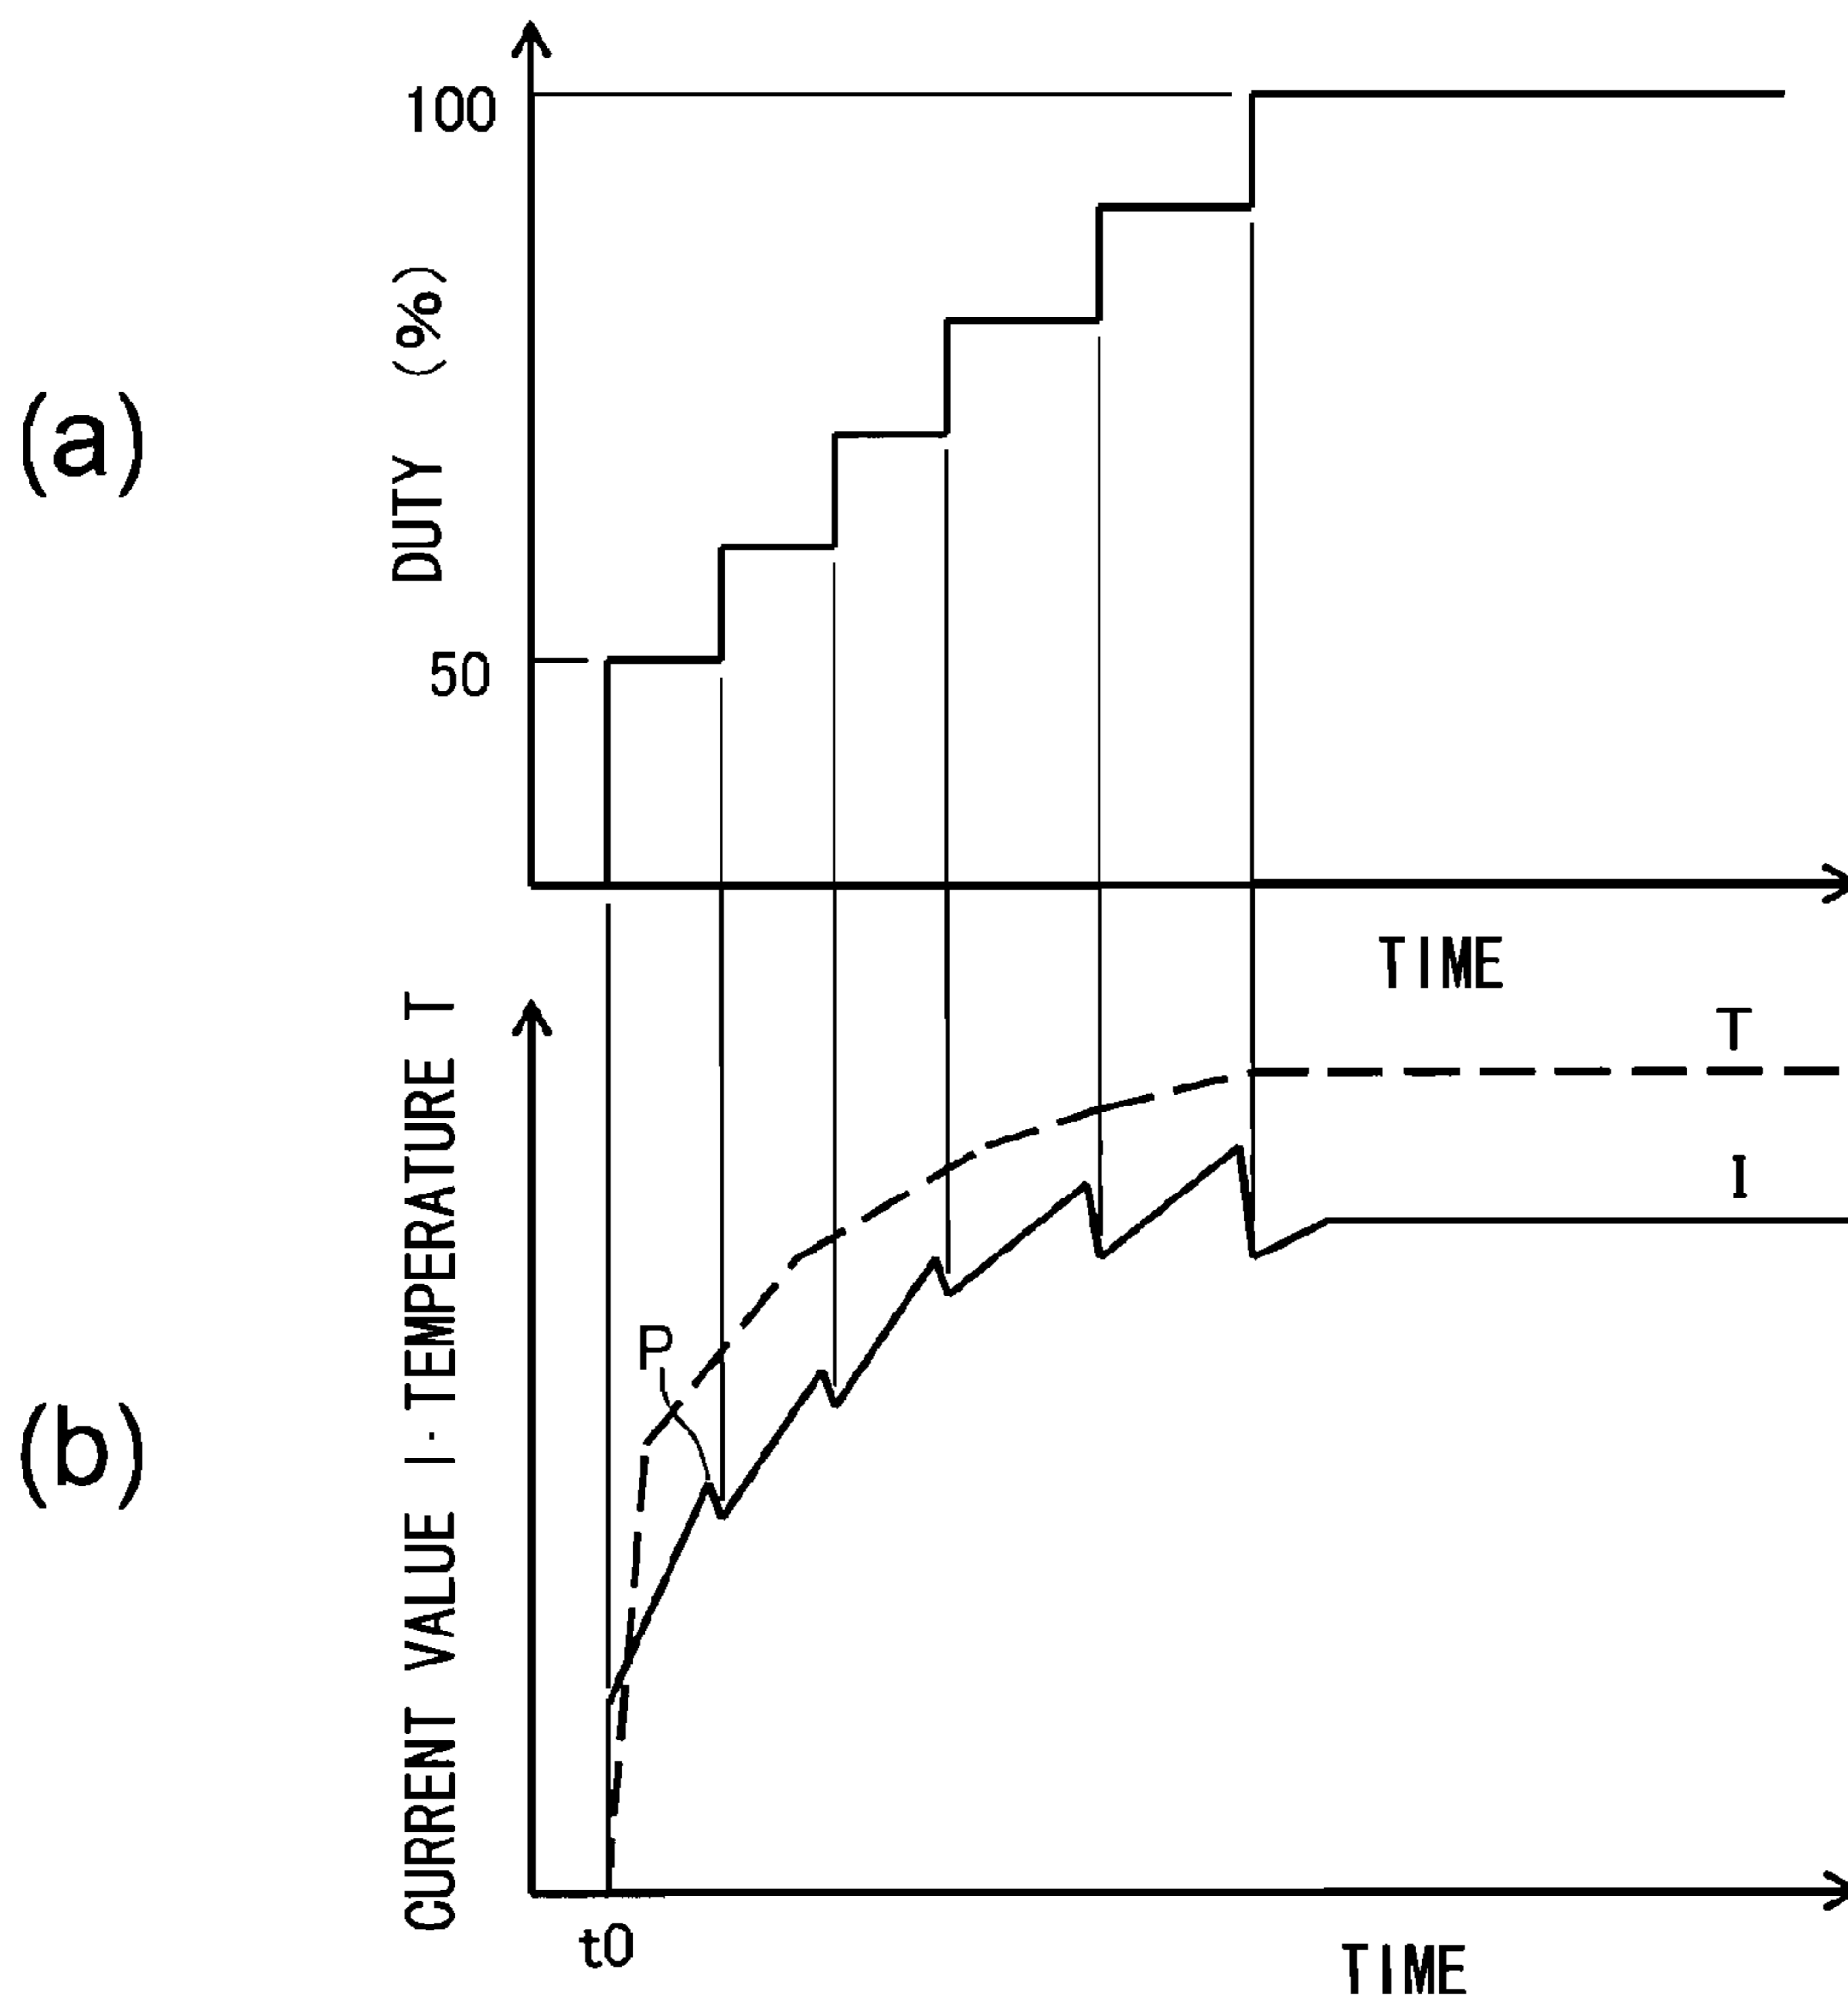 (a)
DUTY (%)
100
50
TIME
(b)
CURRENT VALUE I・TEMPERATURE T
T
I
P
t0
TIME